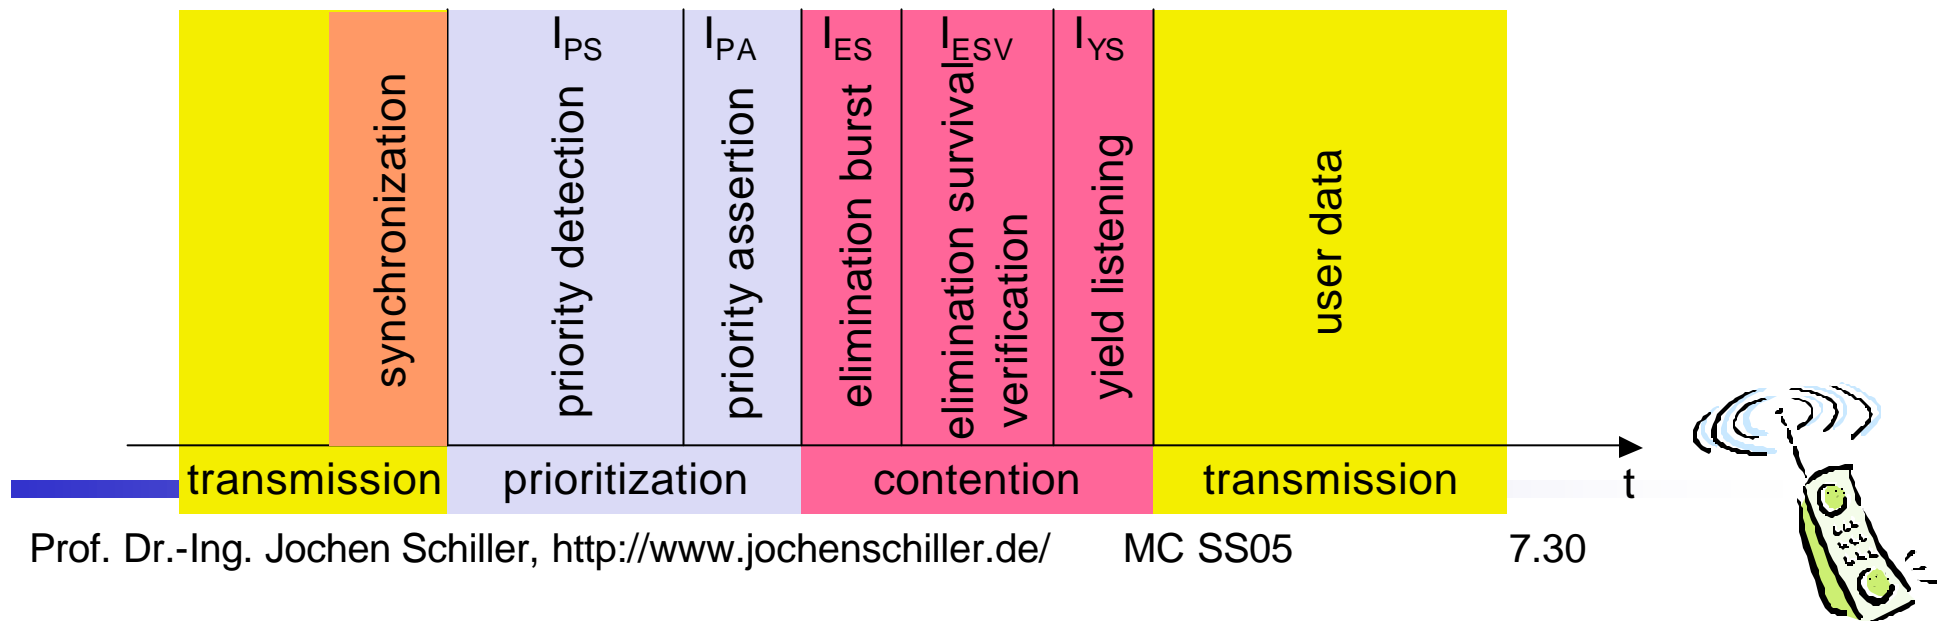 I_PS
I_PA
I_ES
I_ESV
I_YS
synchronization
priority detection
priority assertion
elimination burst
elimination survival
verification
yield listening
user data
transmission
prioritization
contention
transmission
t
Prof. Dr.-Ing. Jochen Schiller, http://www.jochenschiller.de/ MC SS05 7.30